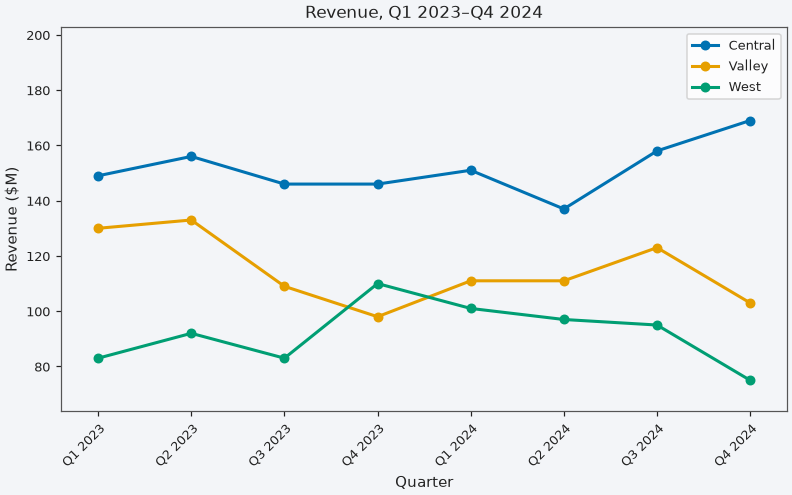 Revenue, Q1 2023–Q4 2024
Revenue ($M)
200
180
160
140
120
100
80
Central
Valley
West
Q1 2023
Q2 2023
Q3 2023
Q4 2023
Q1 2024
Q2 2024
Q3 2024
Q4 2024
Quarter